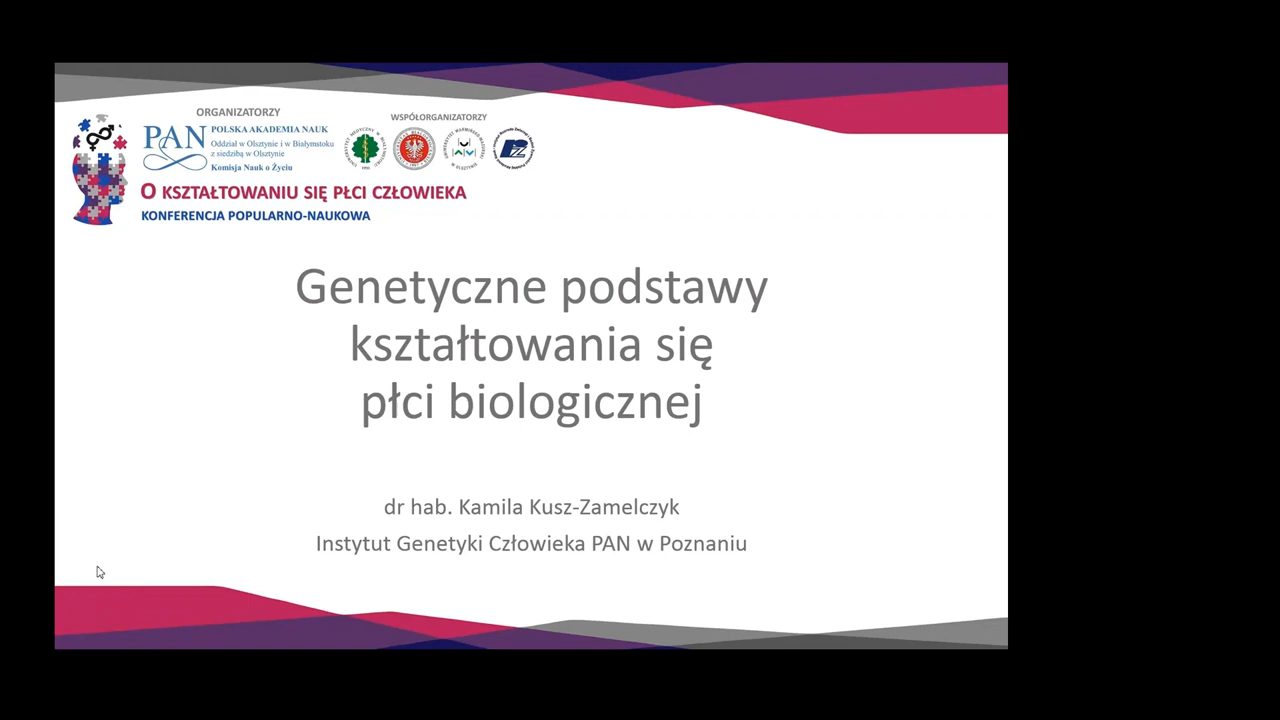 ORGANIZATORZY
WSPÓŁORGANIZATORZY
PAN
POLSKA AKADEMIA NAUK
Oddział w Olsztynie i w Białymstoku
z siedzibą w Olsztynie
Komisja Nauk o Życiu
O KSZTAŁTOWANIU SIĘ PŁCI CZŁOWIEKA
KONFERENCJA POPULARNO-NAUKOWA
Genetyczne podstawy
kształtowania się
płci biologicznej
dr hab. Kamila Kusz-Zamelczyk
Instytut Genetyki Człowieka PAN w Poznaniu